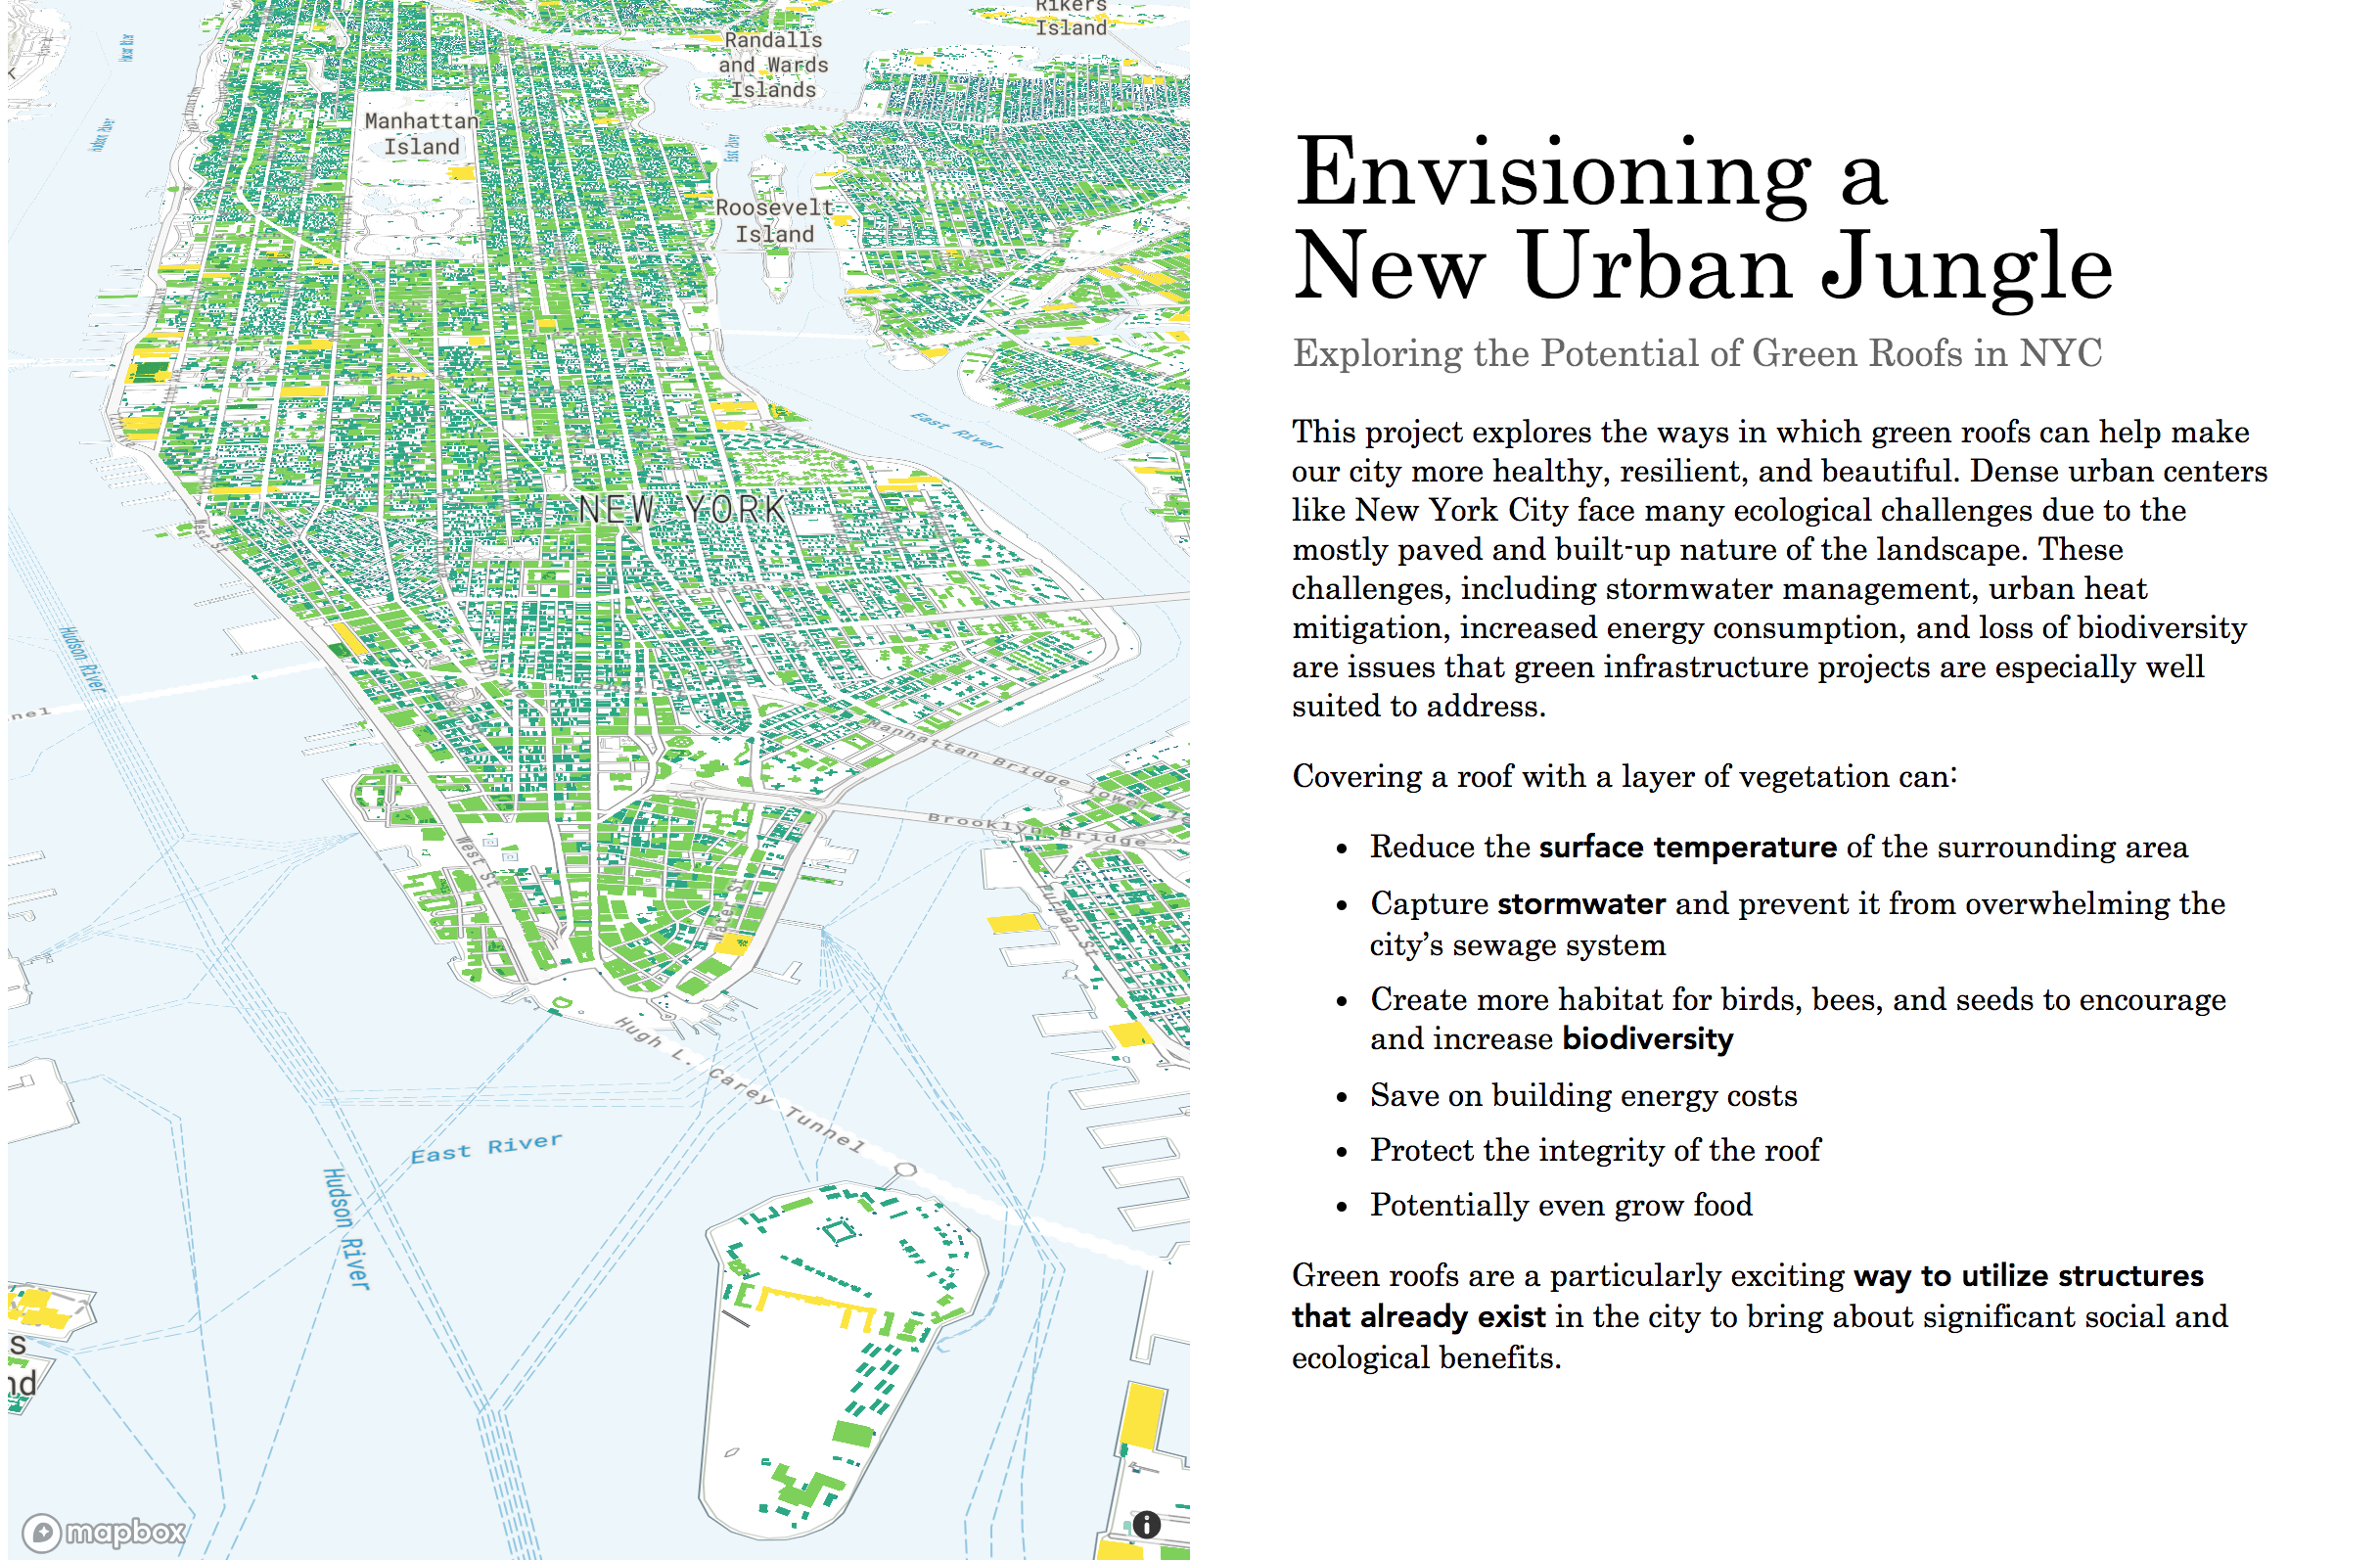 Rikers
Island
Randalls
and Wards
Islands
Manhattan
Island
Hudson River
Hudson River
East River
Roosevelt
Island
East River
NEW YORK
West St
Hudson River
Manhattan Bridge lower
Brooklyn Bridge
West St
Water St
Furman St
Hugh L. Carey Tunnel
East River
Hudson River
s
nd
mapbox
i
Envisioning a
New Urban Jungle
Exploring the Potential of Green Roofs in NYC
This project explores the ways in which green roofs can help make
our city more healthy, resilient, and beautiful. Dense urban centers
like New York City face many ecological challenges due to the
mostly paved and built-up nature of the landscape. These
challenges, including stormwater management, urban heat
mitigation, increased energy consumption, and loss of biodiversity
are issues that green infrastructure projects are especially well
suited to address.
Covering a roof with a layer of vegetation can:
• Reduce the surface temperature of the surrounding area
• Capture stormwater and prevent it from overwhelming the
city’s sewage system
• Create more habitat for birds, bees, and seeds to encourage
and increase biodiversity
• Save on building energy costs
• Protect the integrity of the roof
• Potentially even grow food
Green roofs are a particularly exciting way to utilize structures
that already exist in the city to bring about significant social and
ecological benefits.